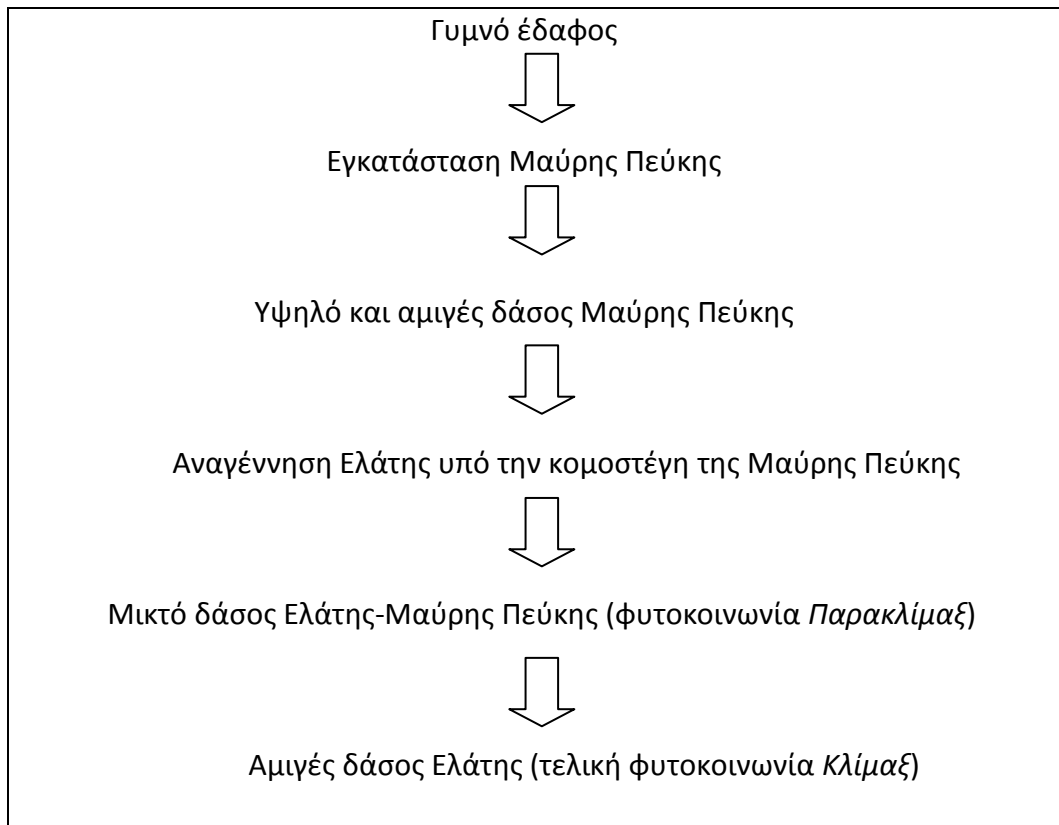 Γυμνό έδαφος
Εγκατάσταση Μαύρης Πεύκης
Υψηλό και αμιγές δάσος Μαύρης Πεύκης
Αναγέννηση Ελάτης υπό την κομοστέγη της Μαύρης Πεύκης
Μικτό δάσος Ελάτης-Μαύρης Πεύκης (φυτοκοινωνία Παρακλίμαξ)
Αμιγές δάσος Ελάτης (τελική φυτοκοινωνία Κλίμαξ)